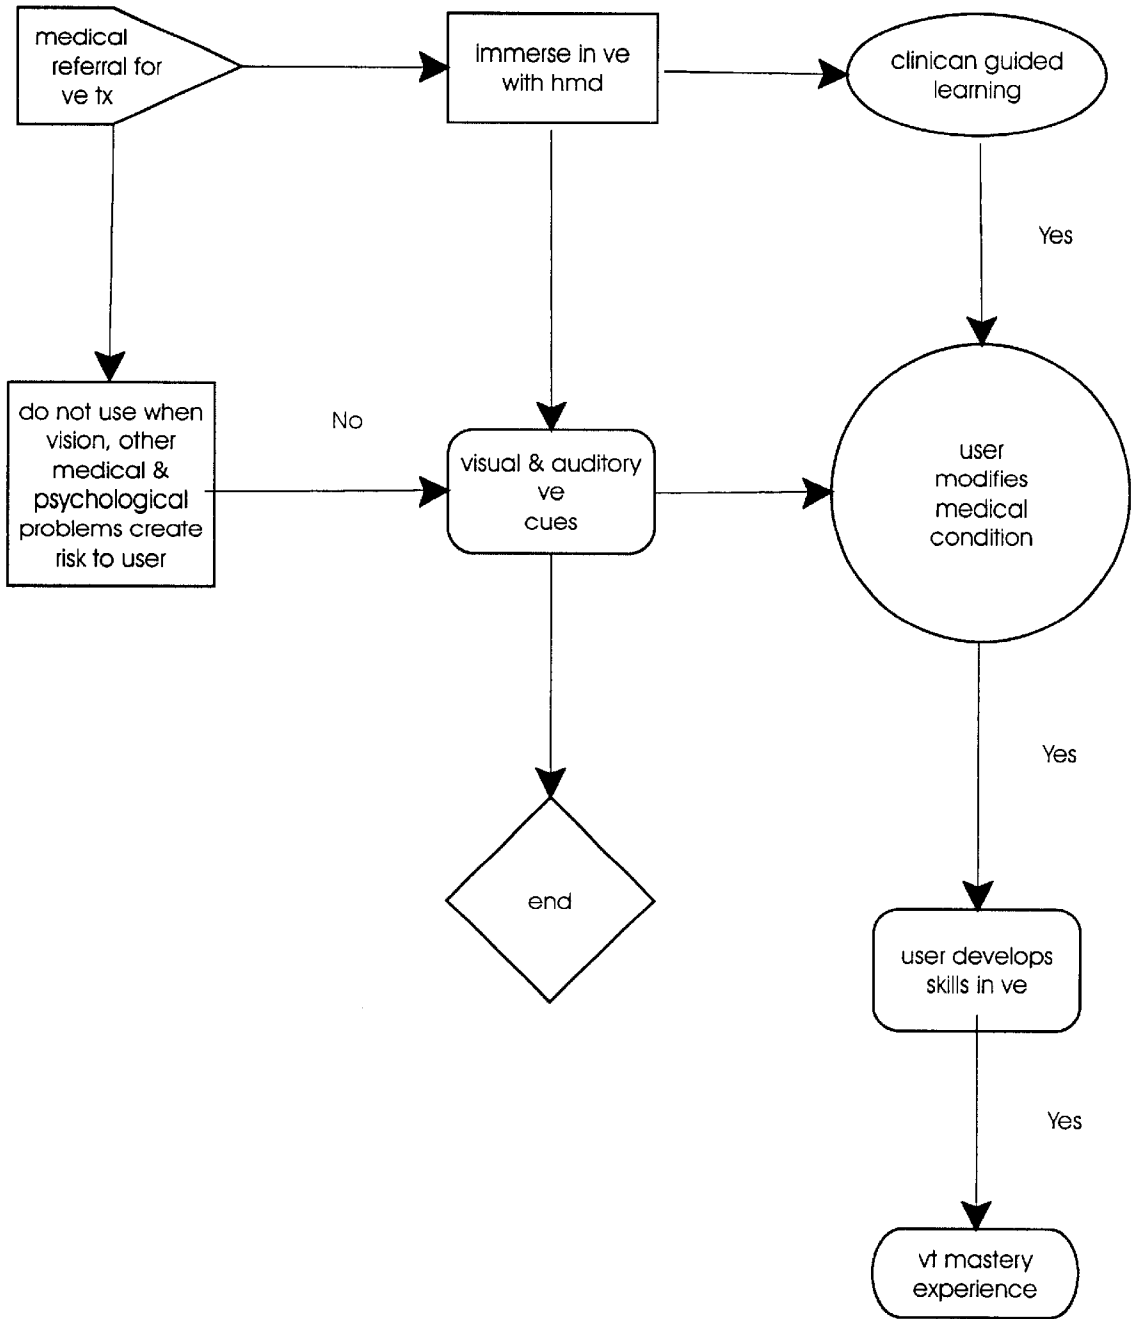 medical
referral for
ve tx
immerse in ve
with hmd
clinican guided
learning
Yes
do not use when
vision, other
medical &
psychological
problems create
risk to user
No
visual & auditory
ve
cues
user
modifies
medical
condition
Yes
end
user develops
skills in ve
Yes
vt mastery
experience